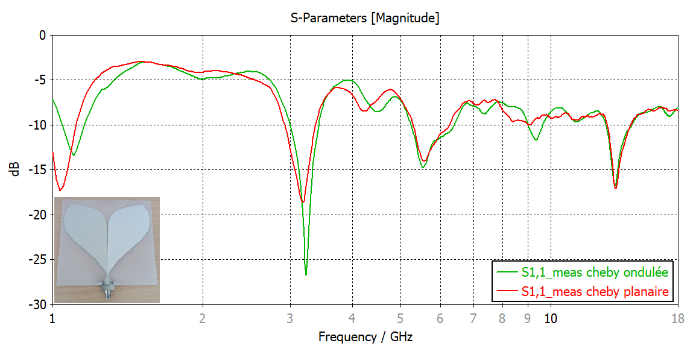 S-Parameters [Magnitude]
0
-5
-10
-15
-20
-25
-30
dB
S1,1_meas cheby ondulée
S1,1_meas cheby planaire
1 2 3 4 5 6 7 8 9 10 18
Frequency / GHz